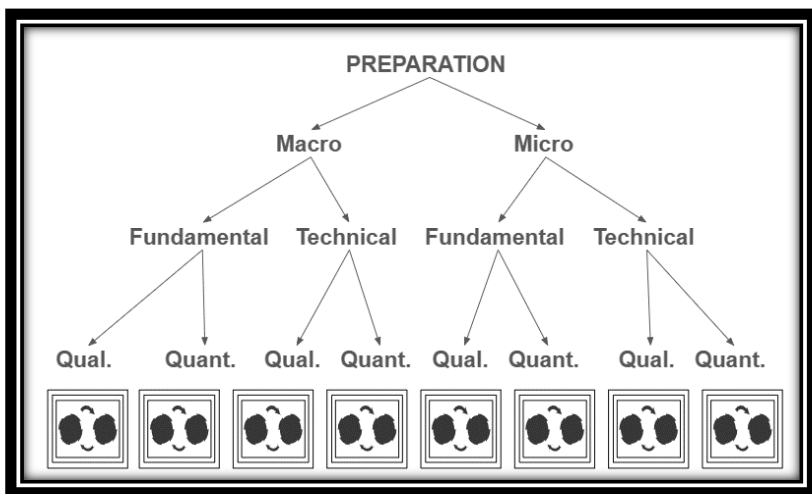 PREPARATION
Macro Micro
Fundamental Technical Fundamental Technical
Qual. Quant. Qual. Quant. Qual. Quant. Qual. Quant.